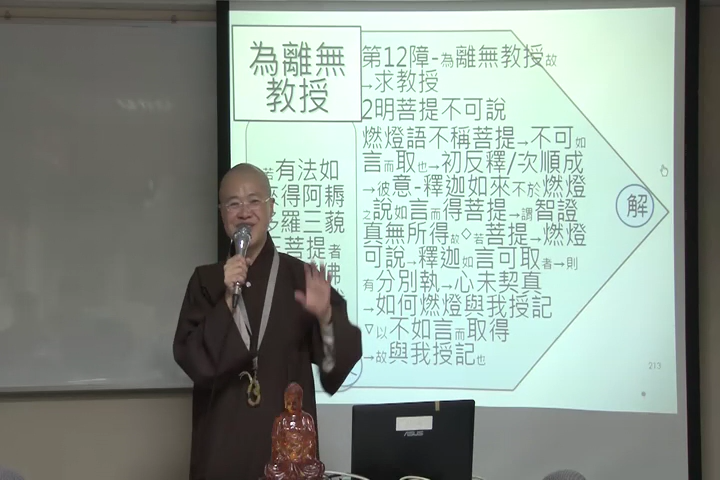 為離無
教授
若有法如
來得阿耨
多羅三藐
菩提者
佛
第12障-為離無教授故
→求教授
2明菩提不可說
燃燈語不稱菩提→不可如
言而取也→初反釋/次順成
→彼意-釋迦如來不於燃燈
之說如言而得菩提→謂智證
真無所得故◇若菩提→燃燈
可說→釋迦如言可取者→則
有分別執→心未契真
→如何燃燈與我授記
▽以不如言而取得
→故與我授記也
解
213
ASUS